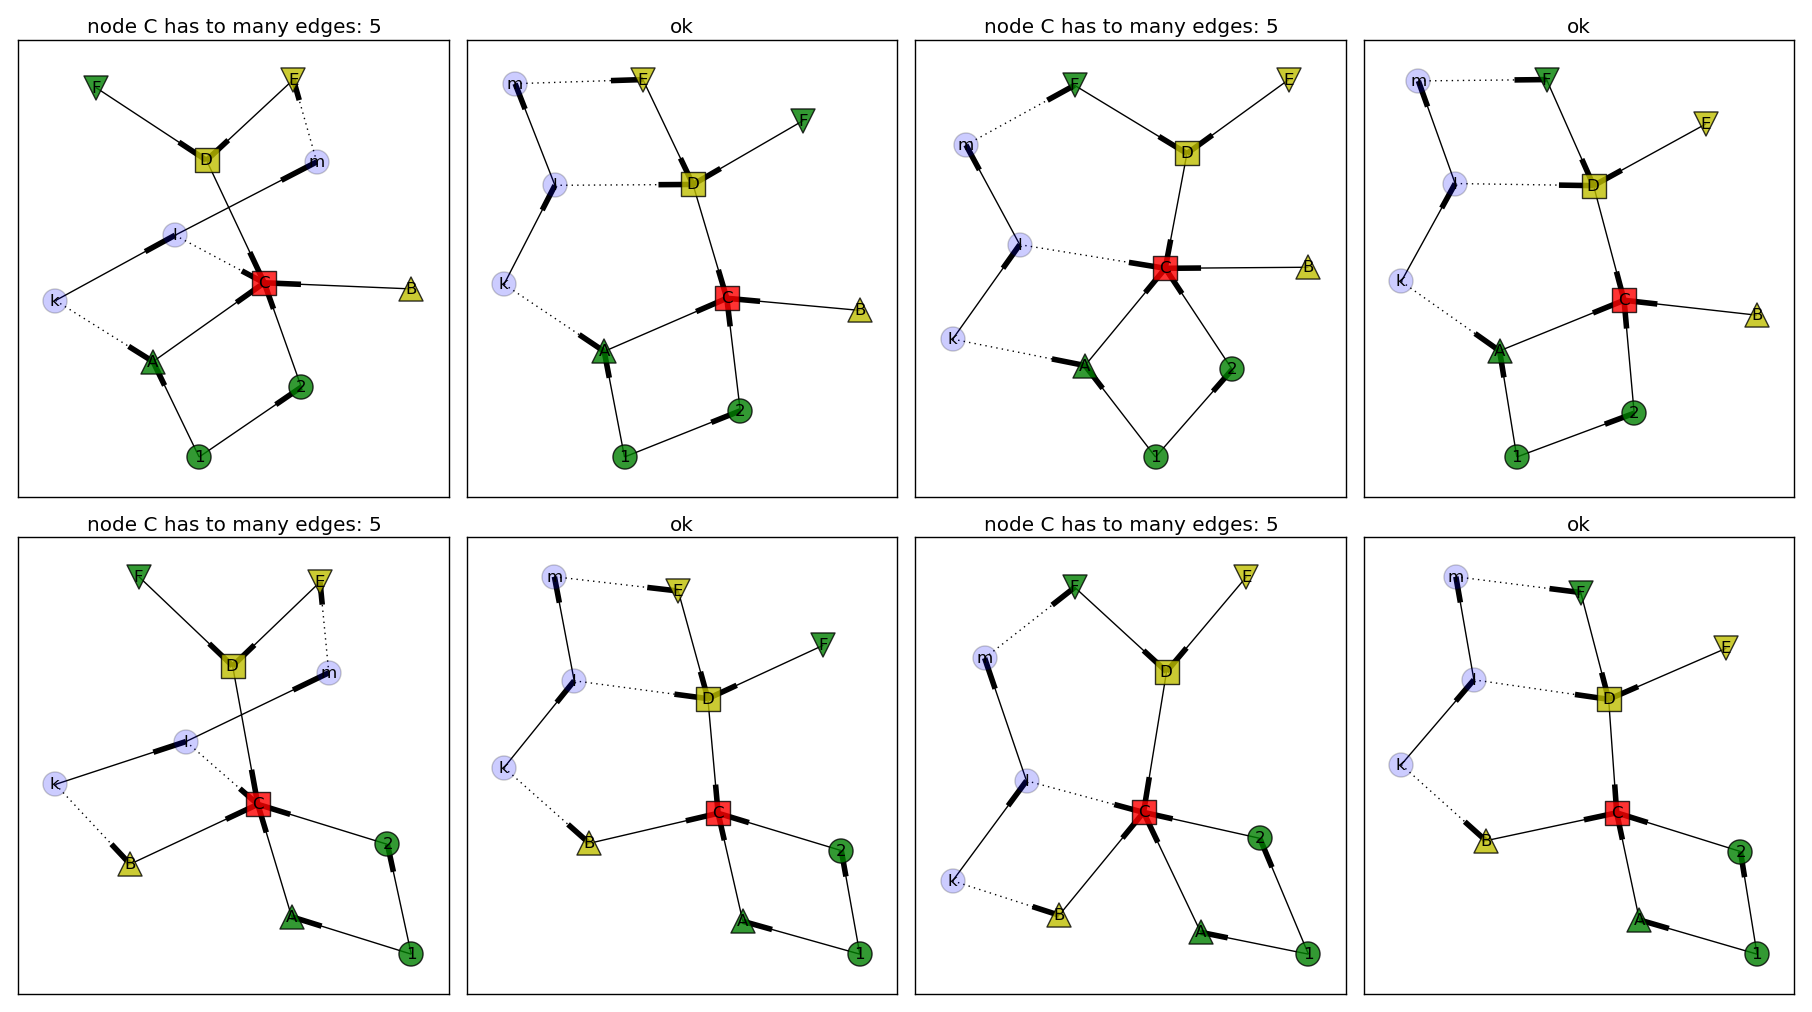 node C has to many edges: 5
ok
node C has to many edges: 5
ok
F E D m l C k B A 2 1
m E F l D k C B A 2 1
F E m D l C B k A 2 1
m F E l D k C B A 2 1
node C has to many edges: 5
ok
node C has to many edges: 5
ok
F E D m l k C 2 B A 1
m E F l D k C B 2 A 1
F E m D l C 2 k B A 1
m F E l D k C B 2 A 1